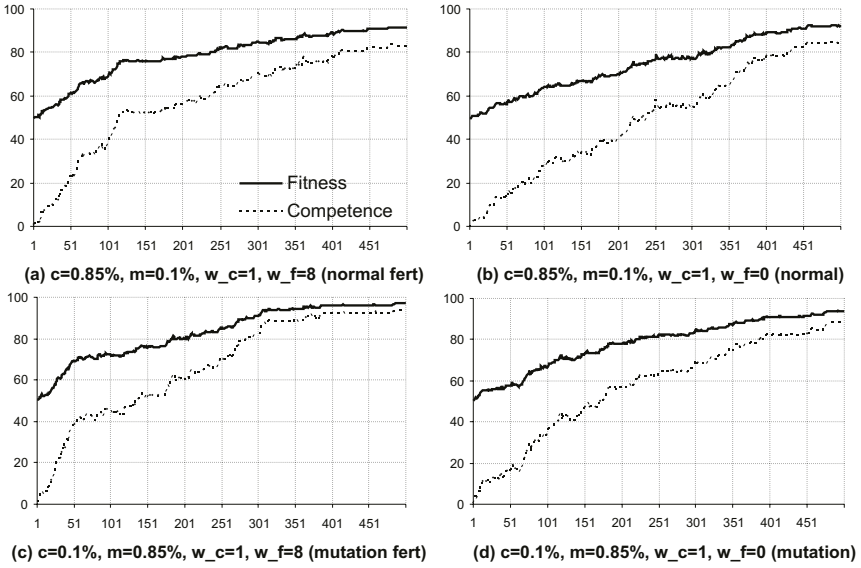 100
80
60
40
20
0
1 51 101 151 201 251 301 351 401 451
Fitness
Competence
(a) c=0.85%, m=0.1%, w_c=1, w_f=8 (normal fert)
100
80
60
40
20
0
1 51 101 151 201 251 301 351 401 451
(b) c=0.85%, m=0.1%, w_c=1, w_f=0 (normal)
100
80
60
40
20
0
1 51 101 151 201 251 301 351 401 451
(c) c=0.1%, m=0.85%, w_c=1, w_f=8 (mutation fert)
100
80
60
40
20
0
1 51 101 151 201 251 301 351 401 451
(d) c=0.1%, m=0.85%, w_c=1, w_f=0 (mutation)